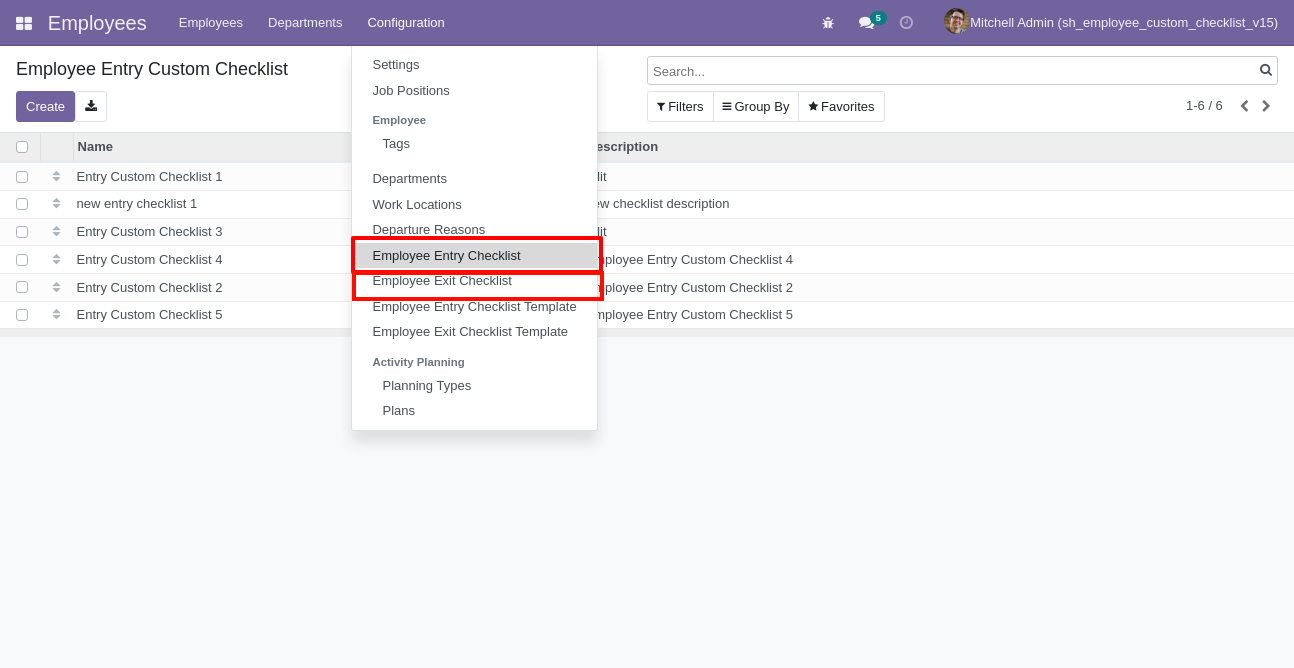 Employees Employees Departments Configuration 5 Mitchell Admin (sh_employee_custom_checklist_v15)
Employee Entry Custom Checklist
Search...
Create
Filters Group By Favorites 1-6 / 6
Settings
Job Positions
Employee
Tags
Departments
Work Locations
Departure Reasons
Employee Entry Checklist
Employee Exit Checklist
Employee Entry Checklist Template
Employee Exit Checklist Template
Activity Planning
Planning Types
Plans
Name escription
Entry Custom Checklist 1 lit
new entry checklist 1 ew checklist description
Entry Custom Checklist 3 lit
Entry Custom Checklist 4 mployee Entry Custom Checklist 4
Entry Custom Checklist 2 mployee Entry Custom Checklist 2
Entry Custom Checklist 5 mployee Entry Custom Checklist 5